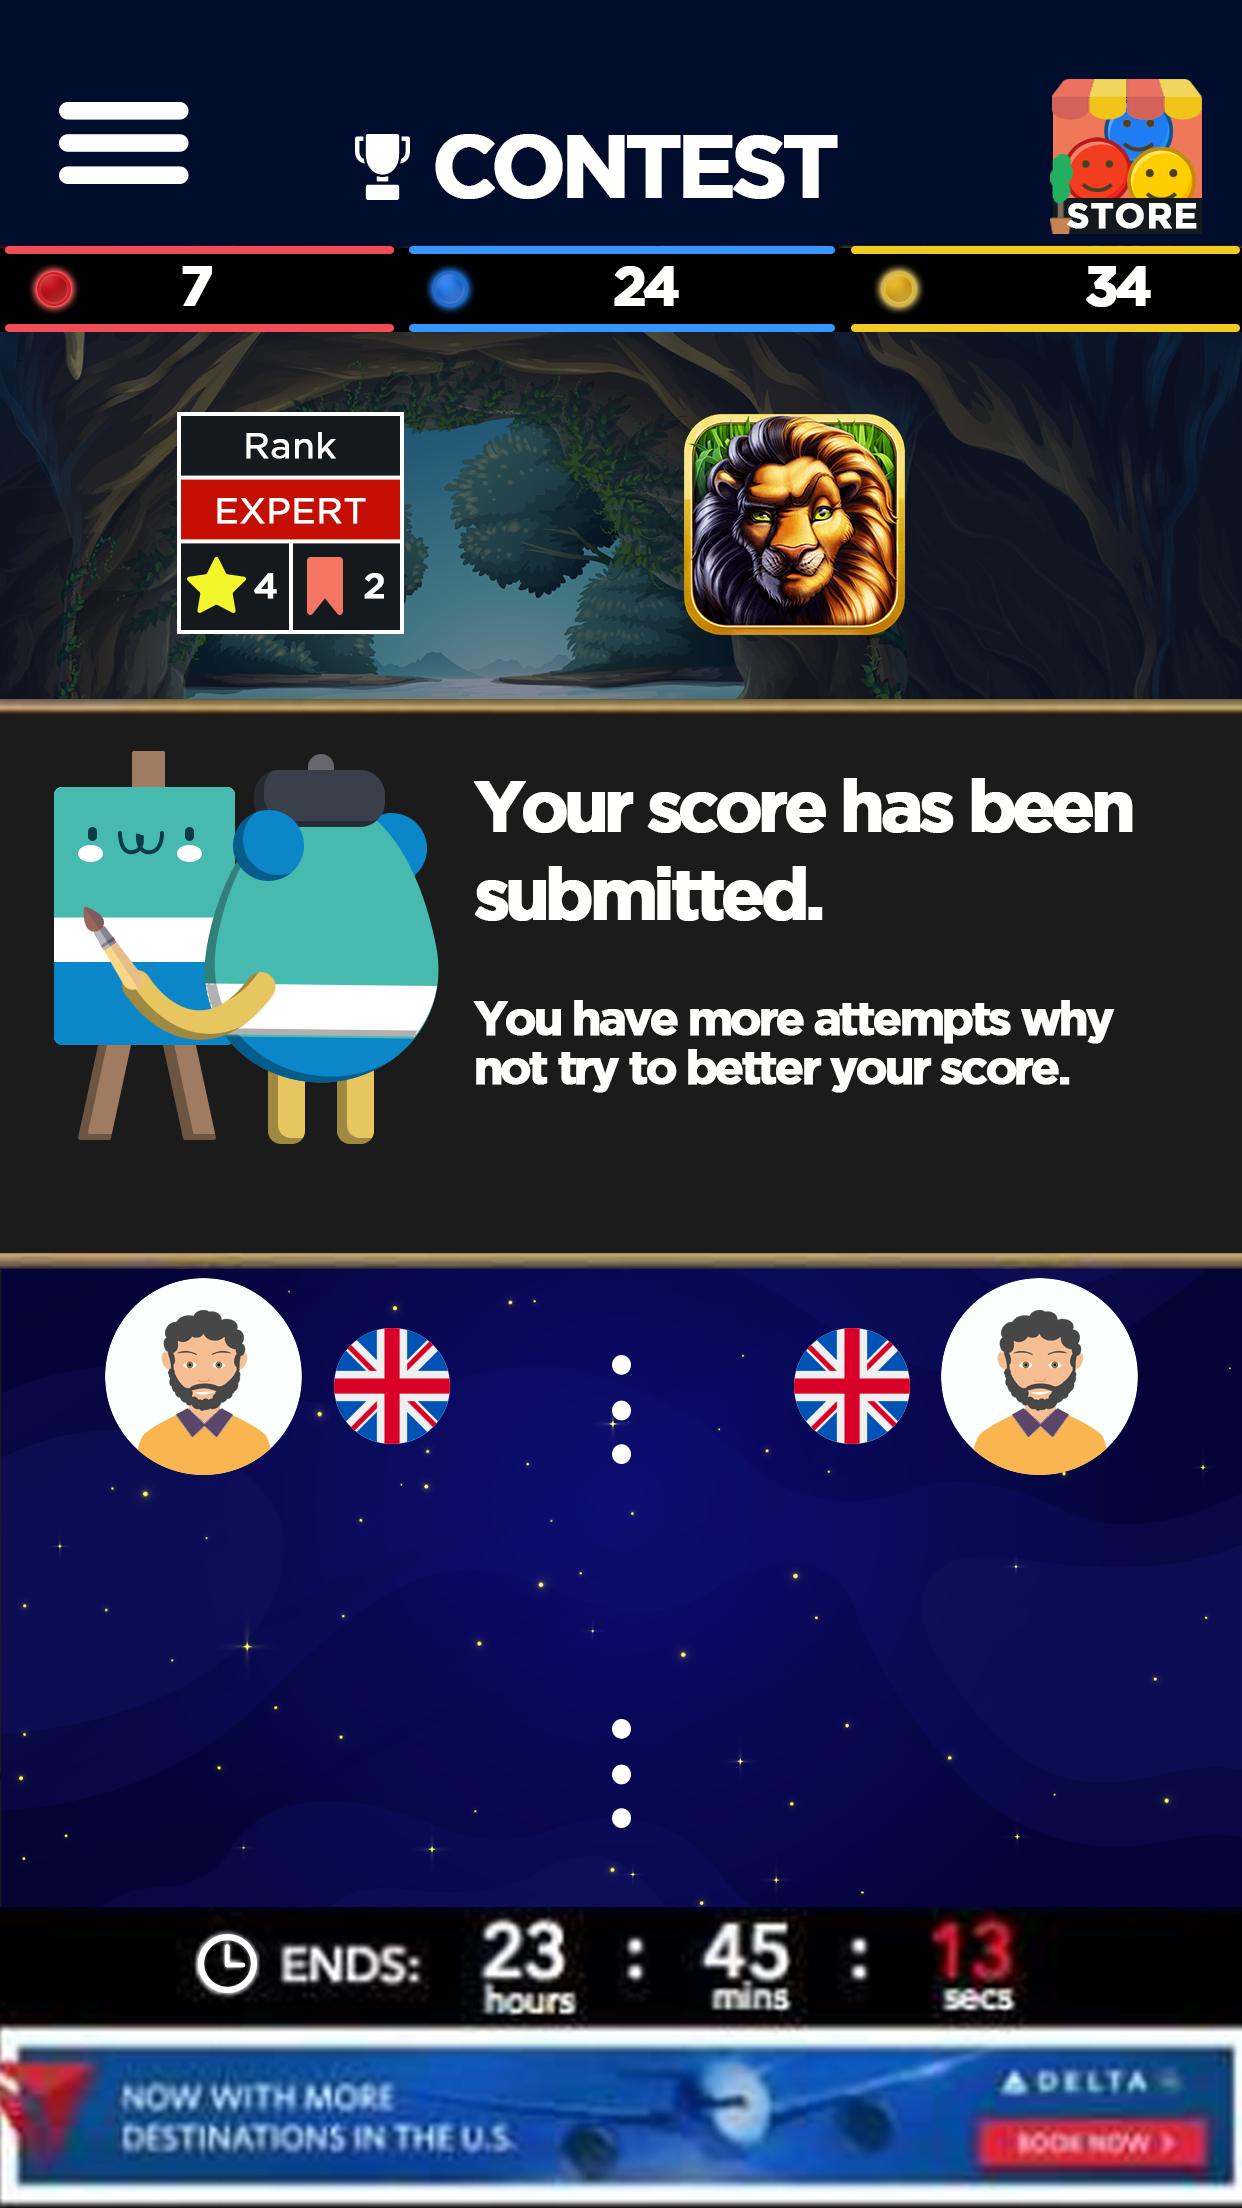 CONTEST
STORE
7
24
34
Rank
EXPERT
4
2
Your score has been
submitted.
You have more attempts why
not try to better your score.
ENDS:
23 : 45 : 13
hours mins secs
NOW WITH MORE
DESTINATIONS IN THE U.S.
DELTA
BOOK NOW >